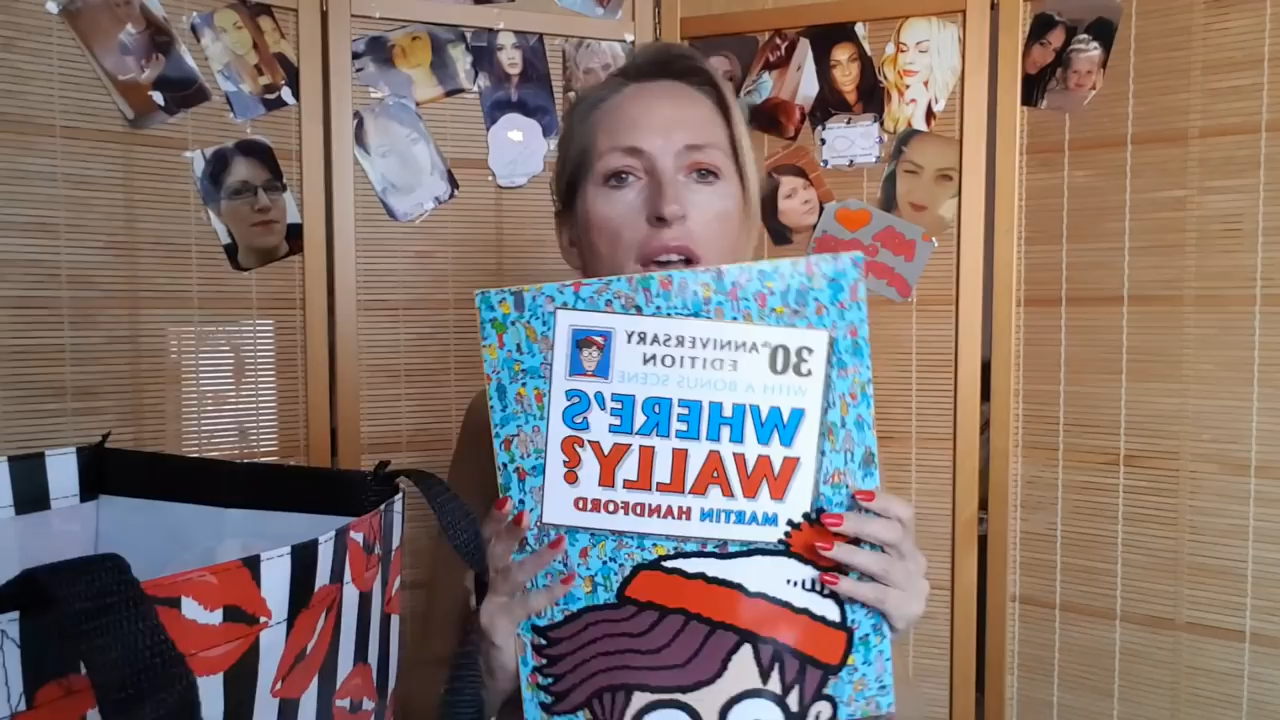 30th ANNIVERSARY
EDITION
WITH A BONUS SCENE
WHERE'S
WALLY?
MARTIN HANDFORD